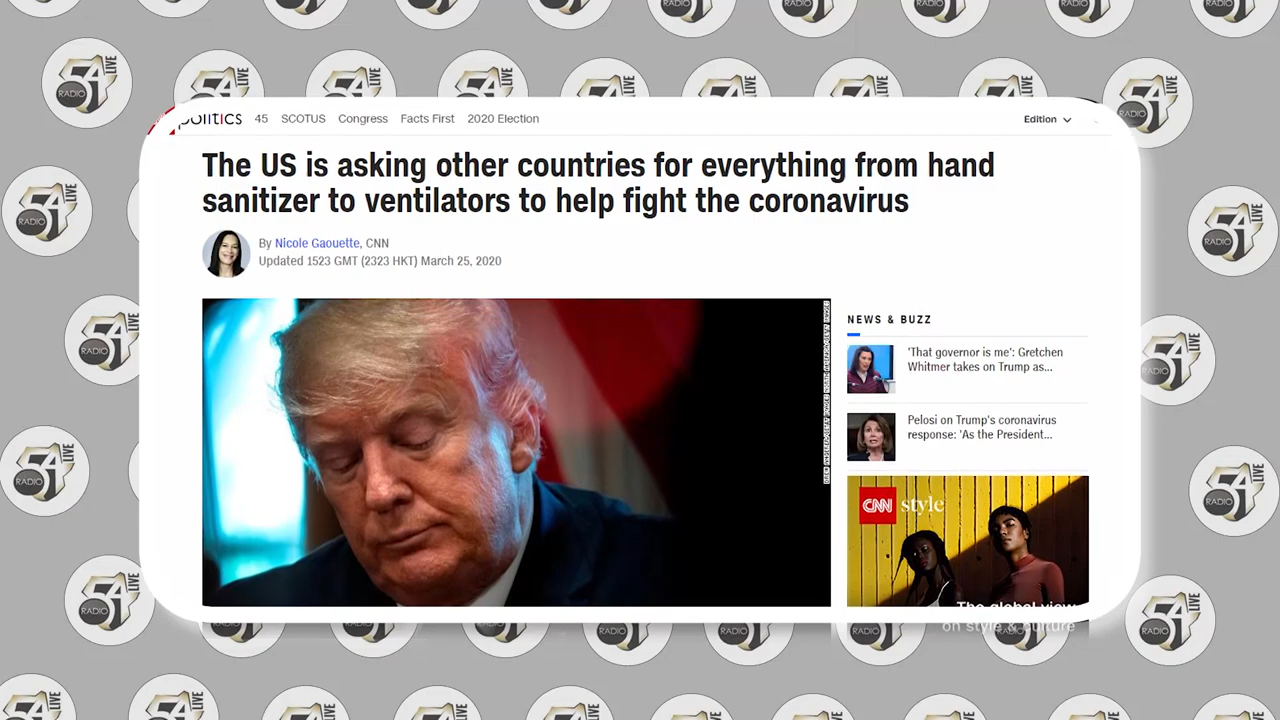 politics 45 SCOTUS Congress Facts First 2020 Election Edition
The US is asking other countries for everything from hand
sanitizer to ventilators to help fight the coronavirus
By Nicole Gaouette, CNN
Updated 1523 GMT (2323 HKT) March 25, 2020
NEWS & BUZZ
'That governor is me': Gretchen
Whitmer takes on Trump as...
Pelosi on Trump's coronavirus
response: 'As the President...
CNN style
The global view
on style & culture
RADIO 54 LIVE